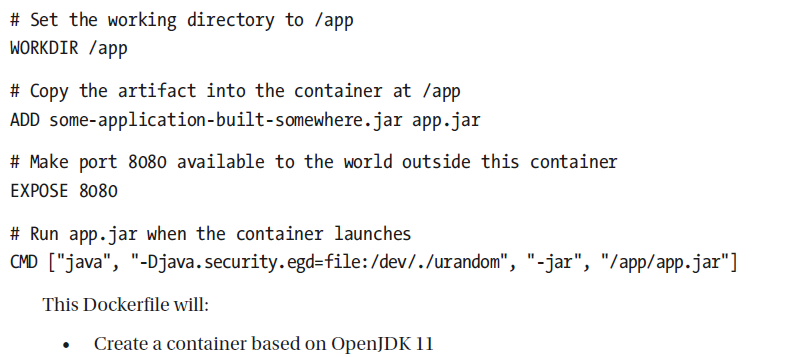 # Set the working directory to /app
WORKDIR /app
# Copy the artifact into the container at /app
ADD some-application-built-somewhere.jar app.jar
# Make port 8080 available to the world outside this container
EXPOSE 8080
# Run app.jar when the container launches
CMD ["java", "-Djava.security.egd=file:/dev/./urandom", "-jar", "/app/app.jar"]
This Dockerfile will:
• Create a container based on OpenJDK 11